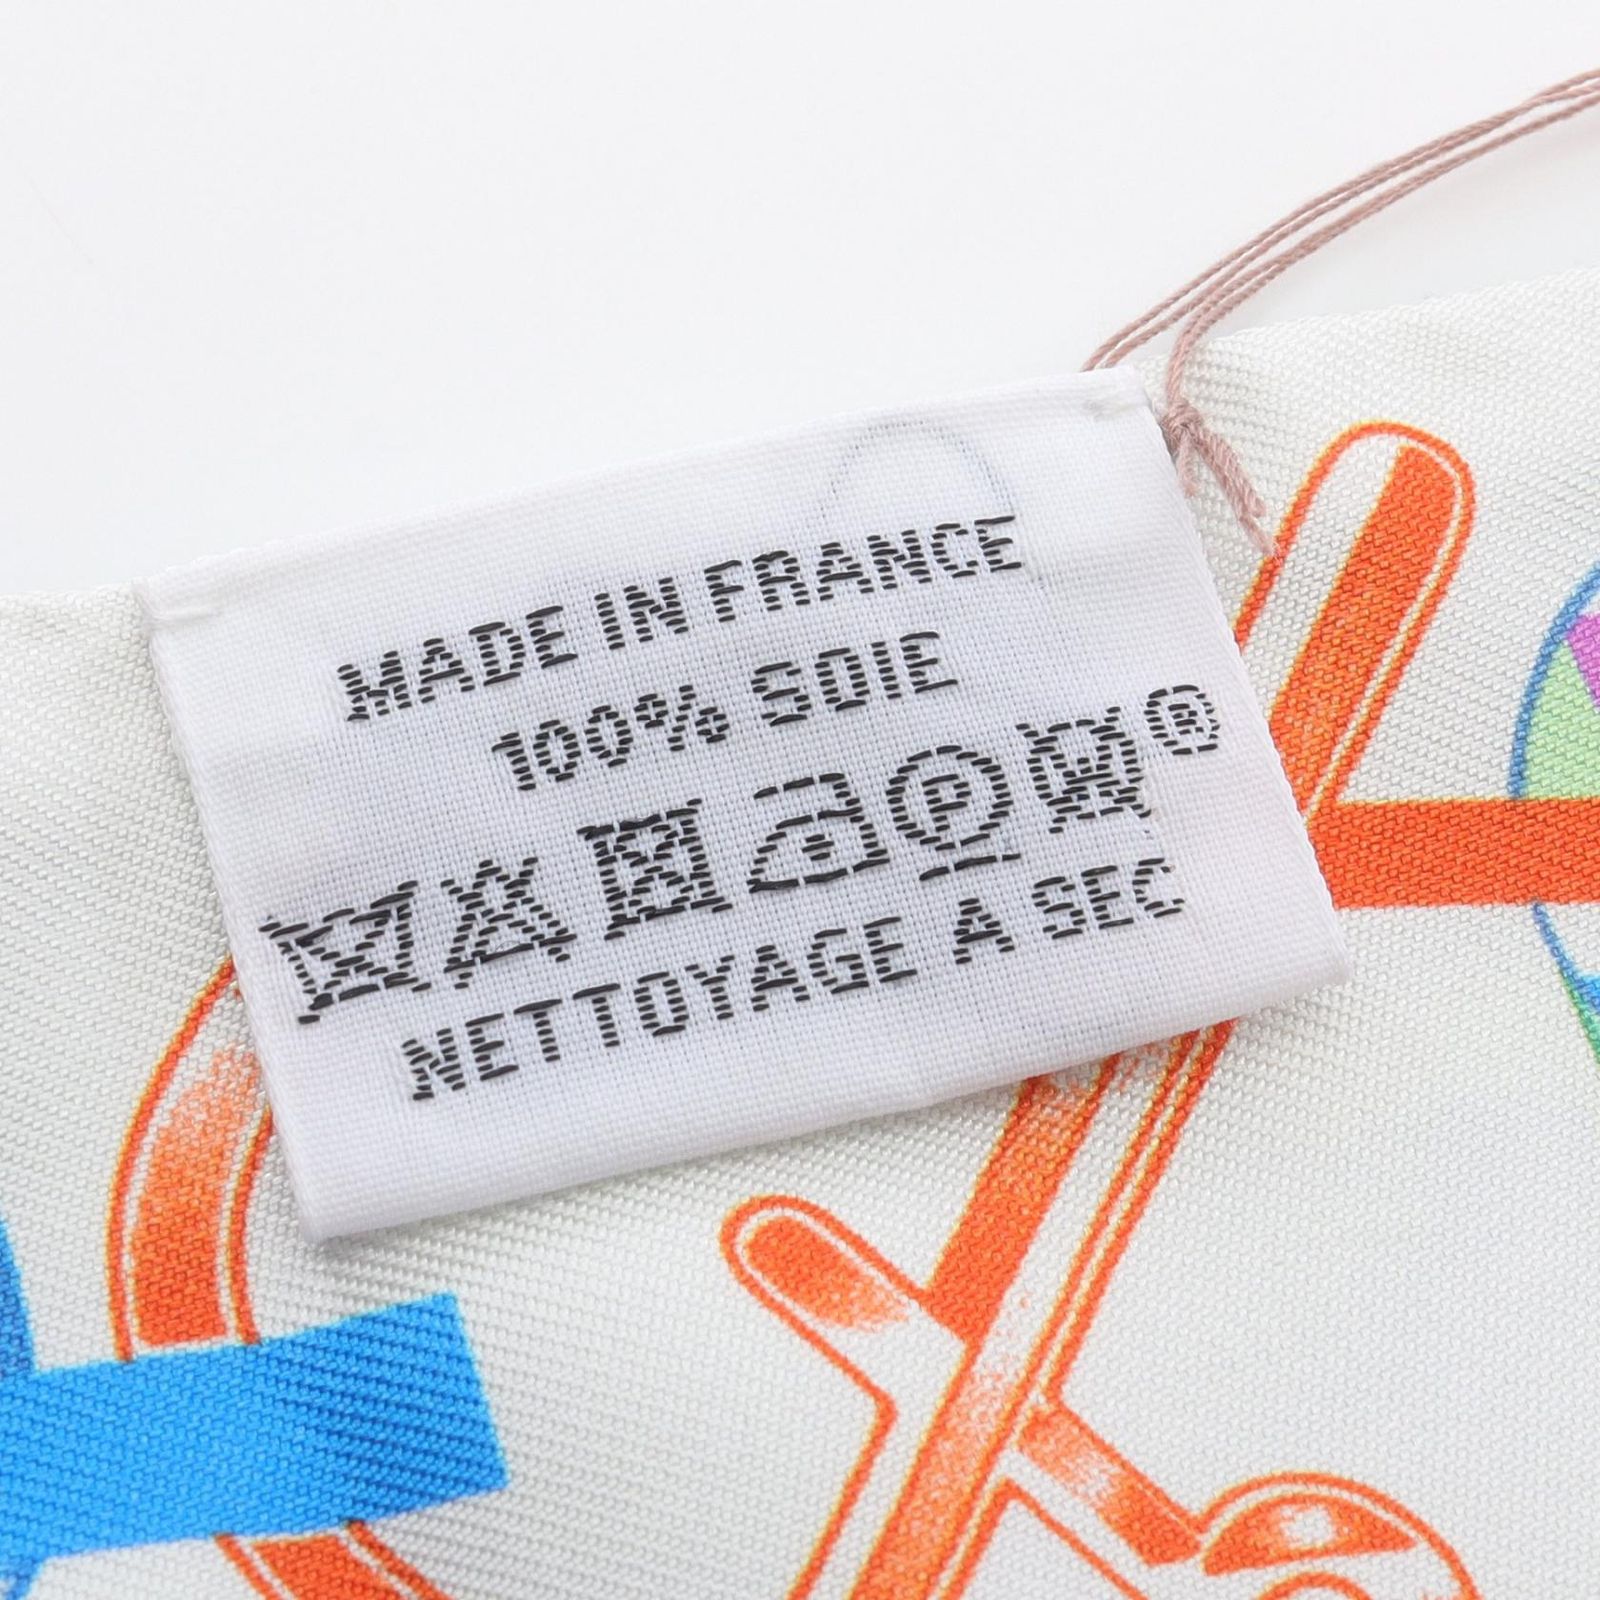 MADE IN FRANCE
100% SOIE
P W ®
NETTOYAGE A SEC